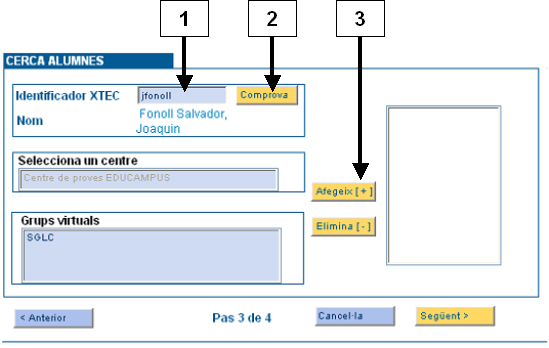 1 2 3
CERCA ALUMNES
Identificador XTEC jfonoll Comprova
Nom Fonoll Salvador,
Joaquin
Selecciona un centre
Centre de proves EDUCAMPUS
Afegeix [+]
Grups virtuals
SGLC
Elimina [-]
< Anterior Pas 3 de 4 Cancel·la Següent >